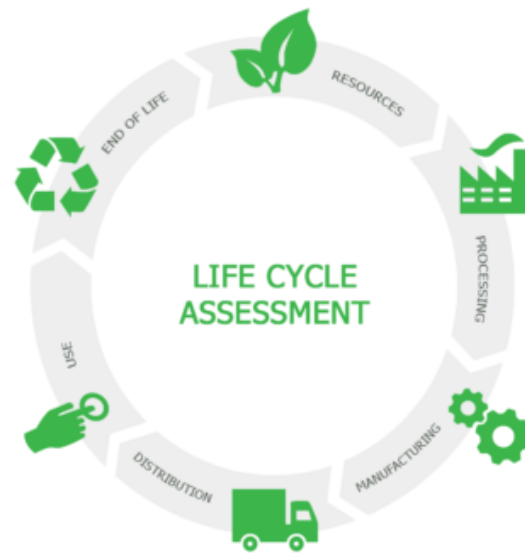 LIFE CYCLE
ASSESSMENT
RESOURCES
PROCESSING
MANUFACTURING
DISTRIBUTION
USE
END OF LIFE